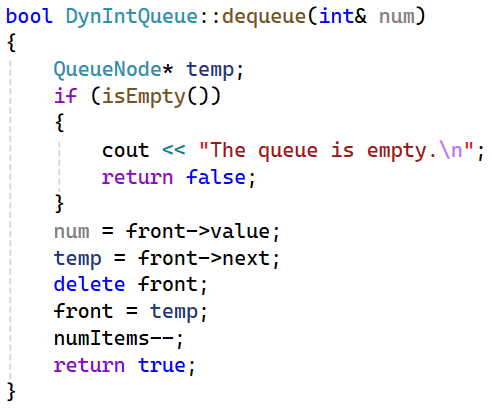 bool DynIntQueue::dequeue(int& num)
{
    QueueNode* temp;
    if (isEmpty())
    {
        cout << "The queue is empty.\n";
        return false;
    }
    num = front->value;
    temp = front->next;
    delete front;
    front = temp;
    numItems--;
    return true;
}